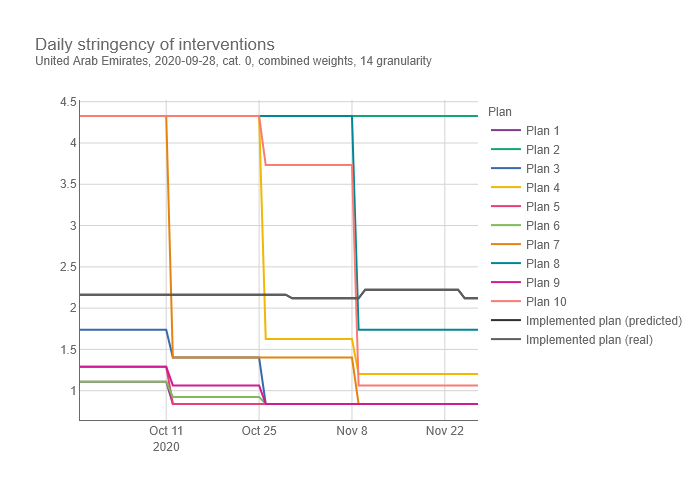 Daily stringency of interventions
United Arab Emirates, 2020-09-28, cat. 0, combined weights, 14 granularity
4.5
4
3.5
3
2.5
2
1.5
1
Oct 11
2020
Oct 25
Nov 8
Nov 22
Plan
Plan 1
Plan 2
Plan 3
Plan 4
Plan 5
Plan 6
Plan 7
Plan 8
Plan 9
Plan 10
Implemented plan (predicted)
Implemented plan (real)